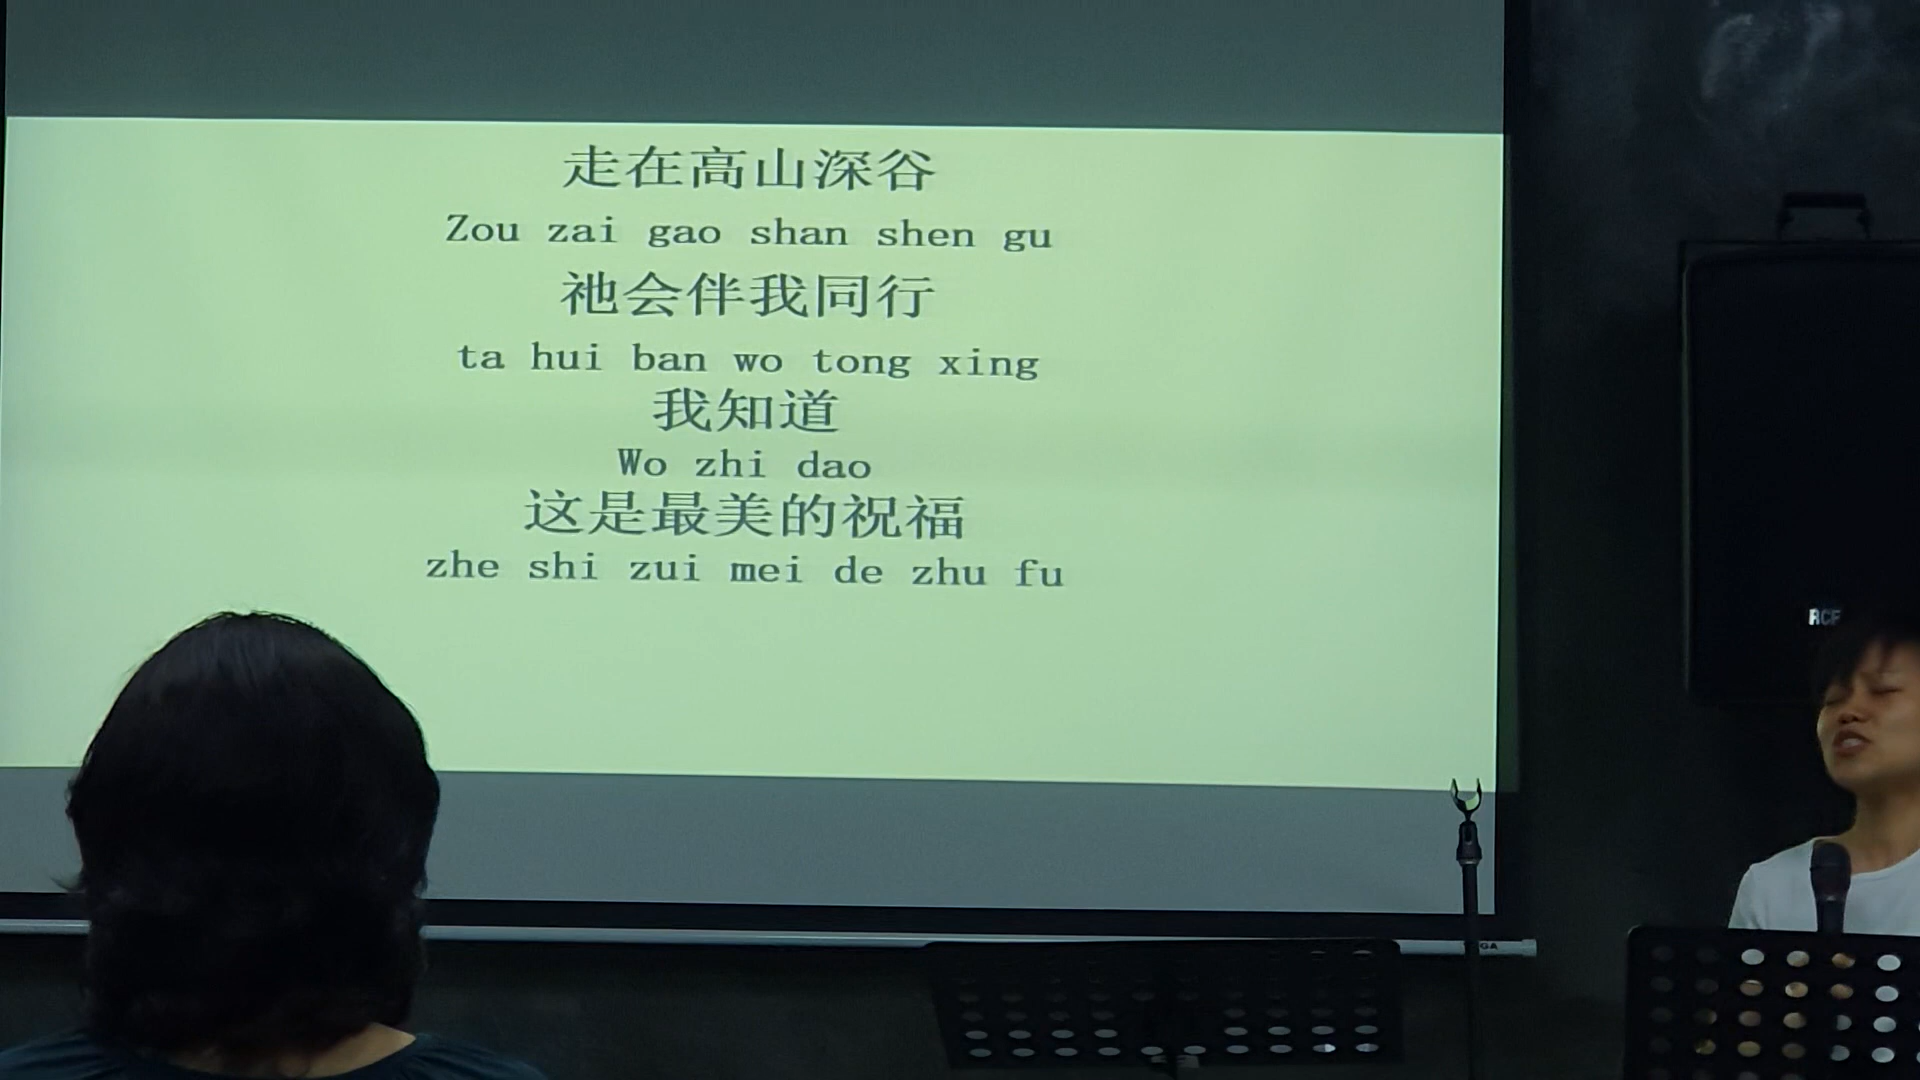 走在高山深谷
Zou zai gao shan shen gu
祂会伴我同行
ta hui ban wo tong xing
我知道
Wo zhi dao
这是最美的祝福
zhe shi zui mei de zhu fu
RCF